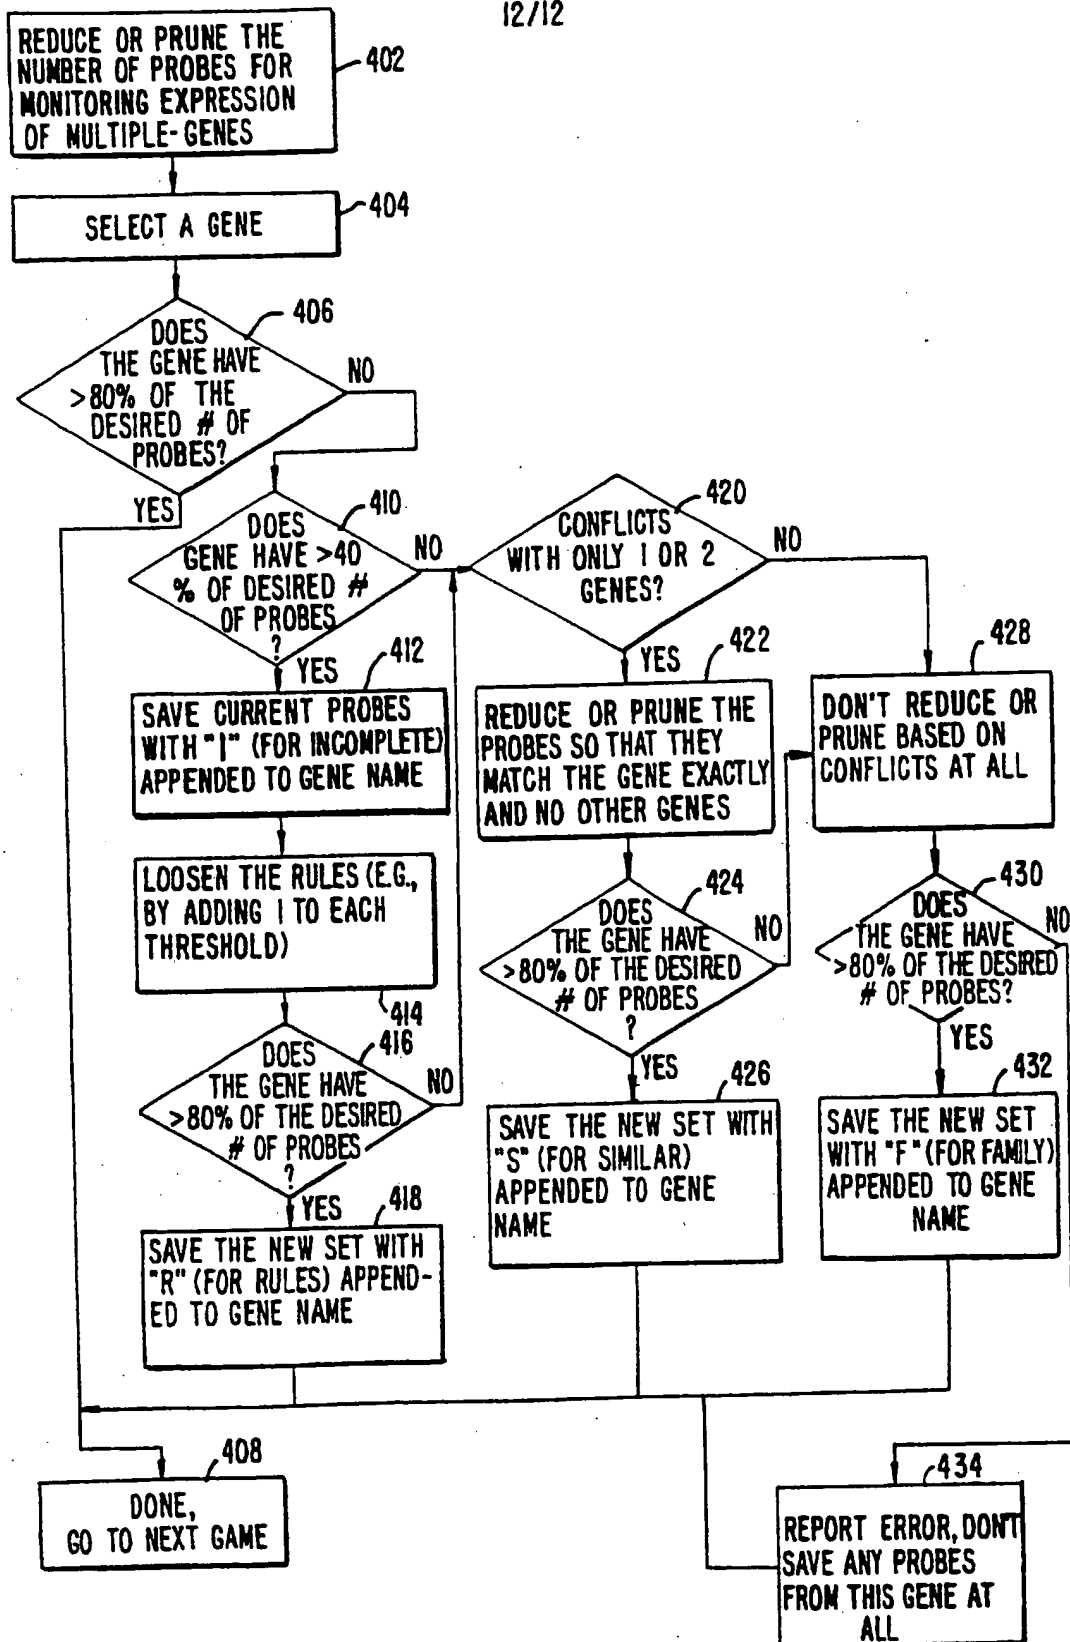 12/12
REDUCE OR PRUNE THE
NUMBER OF PROBES FOR
MONITORING EXPRESSION
OF MULTIPLE-GENES
402
SELECT A GENE
404
406
DOES
THE GENE HAVE
>80% OF THE
DESIRED # OF
PROBES?
NO
YES
410
DOES
GENE HAVE >40
% OF DESIRED #
OF PROBES
?
NO
YES
412
SAVE CURRENT PROBES
WITH "I" (FOR INCOMPLETE)
APPENDED TO GENE NAME
LOOSEN THE RULES (E.G.,
BY ADDING 1 TO EACH
THRESHOLD)
414
416
DOES
THE GENE HAVE
>80% OF THE DESIRED
# OF PROBES
?
NO
YES
418
SAVE THE NEW SET WITH
"R" (FOR RULES) APPEND-
ED TO GENE NAME
420
CONFLICTS
WITH ONLY 1 OR 2
GENES?
NO
YES
422
REDUCE OR PRUNE THE
PROBES SO THAT THEY
MATCH THE GENE EXACTLY
AND NO OTHER GENES
424
DOES
THE GENE HAVE
>80% OF THE DESIRED
# OF PROBES
?
NO
YES
426
SAVE THE NEW SET WITH
"S" (FOR SIMILAR)
APPENDED TO GENE
NAME
428
DON'T REDUCE OR
PRUNE BASED ON
CONFLICTS AT ALL
430
DOES
THE GENE HAVE
>80% OF THE DESIRED
# OF PROBES?
NO
YES
432
SAVE THE NEW SET
WITH "F" (FOR FAMILY)
APPENDED TO GENE
NAME
408
DONE,
GO TO NEXT GAME
434
REPORT ERROR, DON'T
SAVE ANY PROBES
FROM THIS GENE AT
ALL